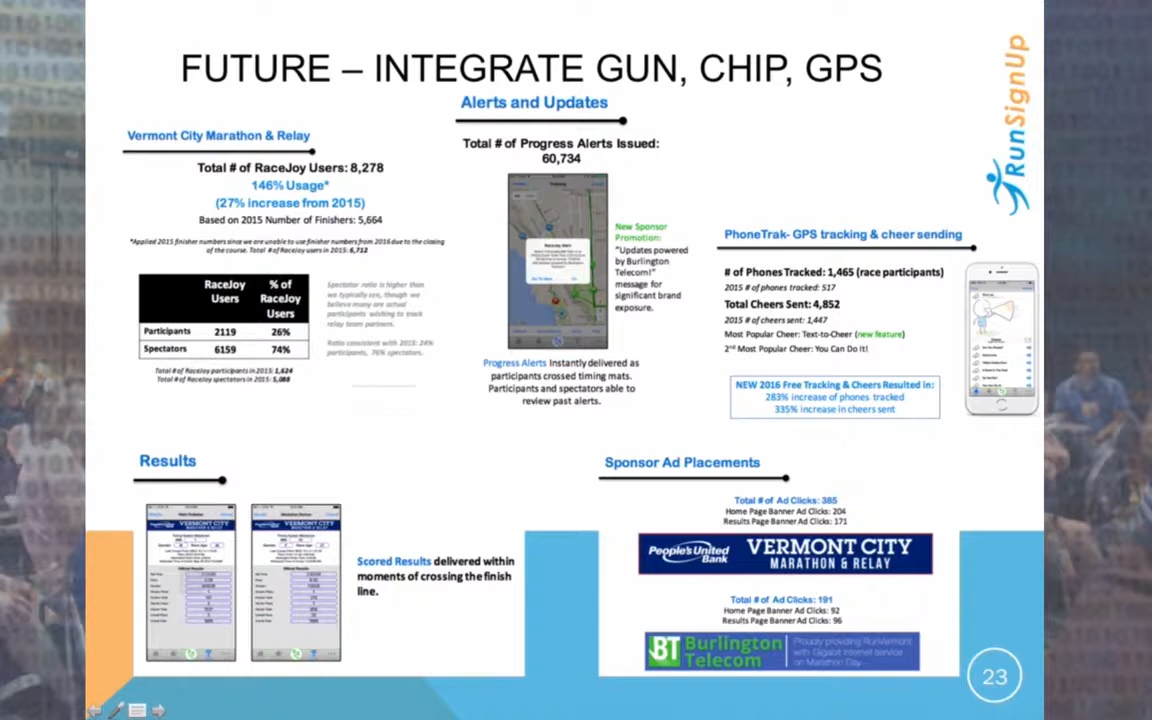 FUTURE – INTEGRATE GUN, CHIP, GPS
RunSignUp
Alerts and Updates
Vermont City Marathon & Relay
Total # of RaceJoy Users: 8,278
146% Usage*
(27% increase from 2015)
Based on 2015 Number of Finishers: 5,664
*Applied 2015 finisher numbers since we are unable to use finisher numbers from 2016 due to the closing
of the course. Total # of RaceJoy users in 2015: 6,712
RaceJoy Users
% of RaceJoy Users
Participants 2119 26%
Spectators 6159 74%
Total # of RaceJoy participants in 2015: 1,624
Total # of RaceJoy spectators in 2015: 5,088
Spectator ratio is higher than
we typically see, though we
believe many are actual
participants wishing to track
relay team partners.
Ratio consistent with 2015: 24%
participants, 76% spectators.
Total # of Progress Alerts Issued:
60,734
RaceJoy Alert
New Sponsor
Promotion:
"Updates powered
by Burlington
Telecom!"
message for
significant brand
exposure.
Progress Alerts Instantly delivered as
participants crossed timing mats.
Participants and spectators able to
review past alerts.
PhoneTrak- GPS tracking & cheer sending
# of Phones Tracked: 1,465 (race participants)
2015 # of phones tracked: 517
Total Cheers Sent: 4,852
2015 # of cheers sent: 1,447
Most Popular Cheer: Text-to-Cheer (new feature)
2nd Most Popular Cheer: You Can Do It!
NEW 2016 Free Tracking & Cheers Resulted in:
283% increase of phones tracked
335% increase in cheers sent
Results
VERMONT CITY
MARATHON & RELAY
VERMONT CITY
MARATHON & RELAY
Official Results
Official Results
Scored Results delivered within
moments of crossing the finish
line.
Sponsor Ad Placements
Total # of Ad Clicks: 385
Home Page Banner Ad Clicks: 204
Results Page Banner Ad Clicks: 171
People's United
Bank
VERMONT CITY
MARATHON & RELAY
Total # of Ad Clicks: 191
Home Page Banner Ad Clicks: 92
Results Page Banner Ad Clicks: 96
BT Burlington
Telecom
Proudly providing RunVermont
with Gigabit Internet service
on Marathon Day
23